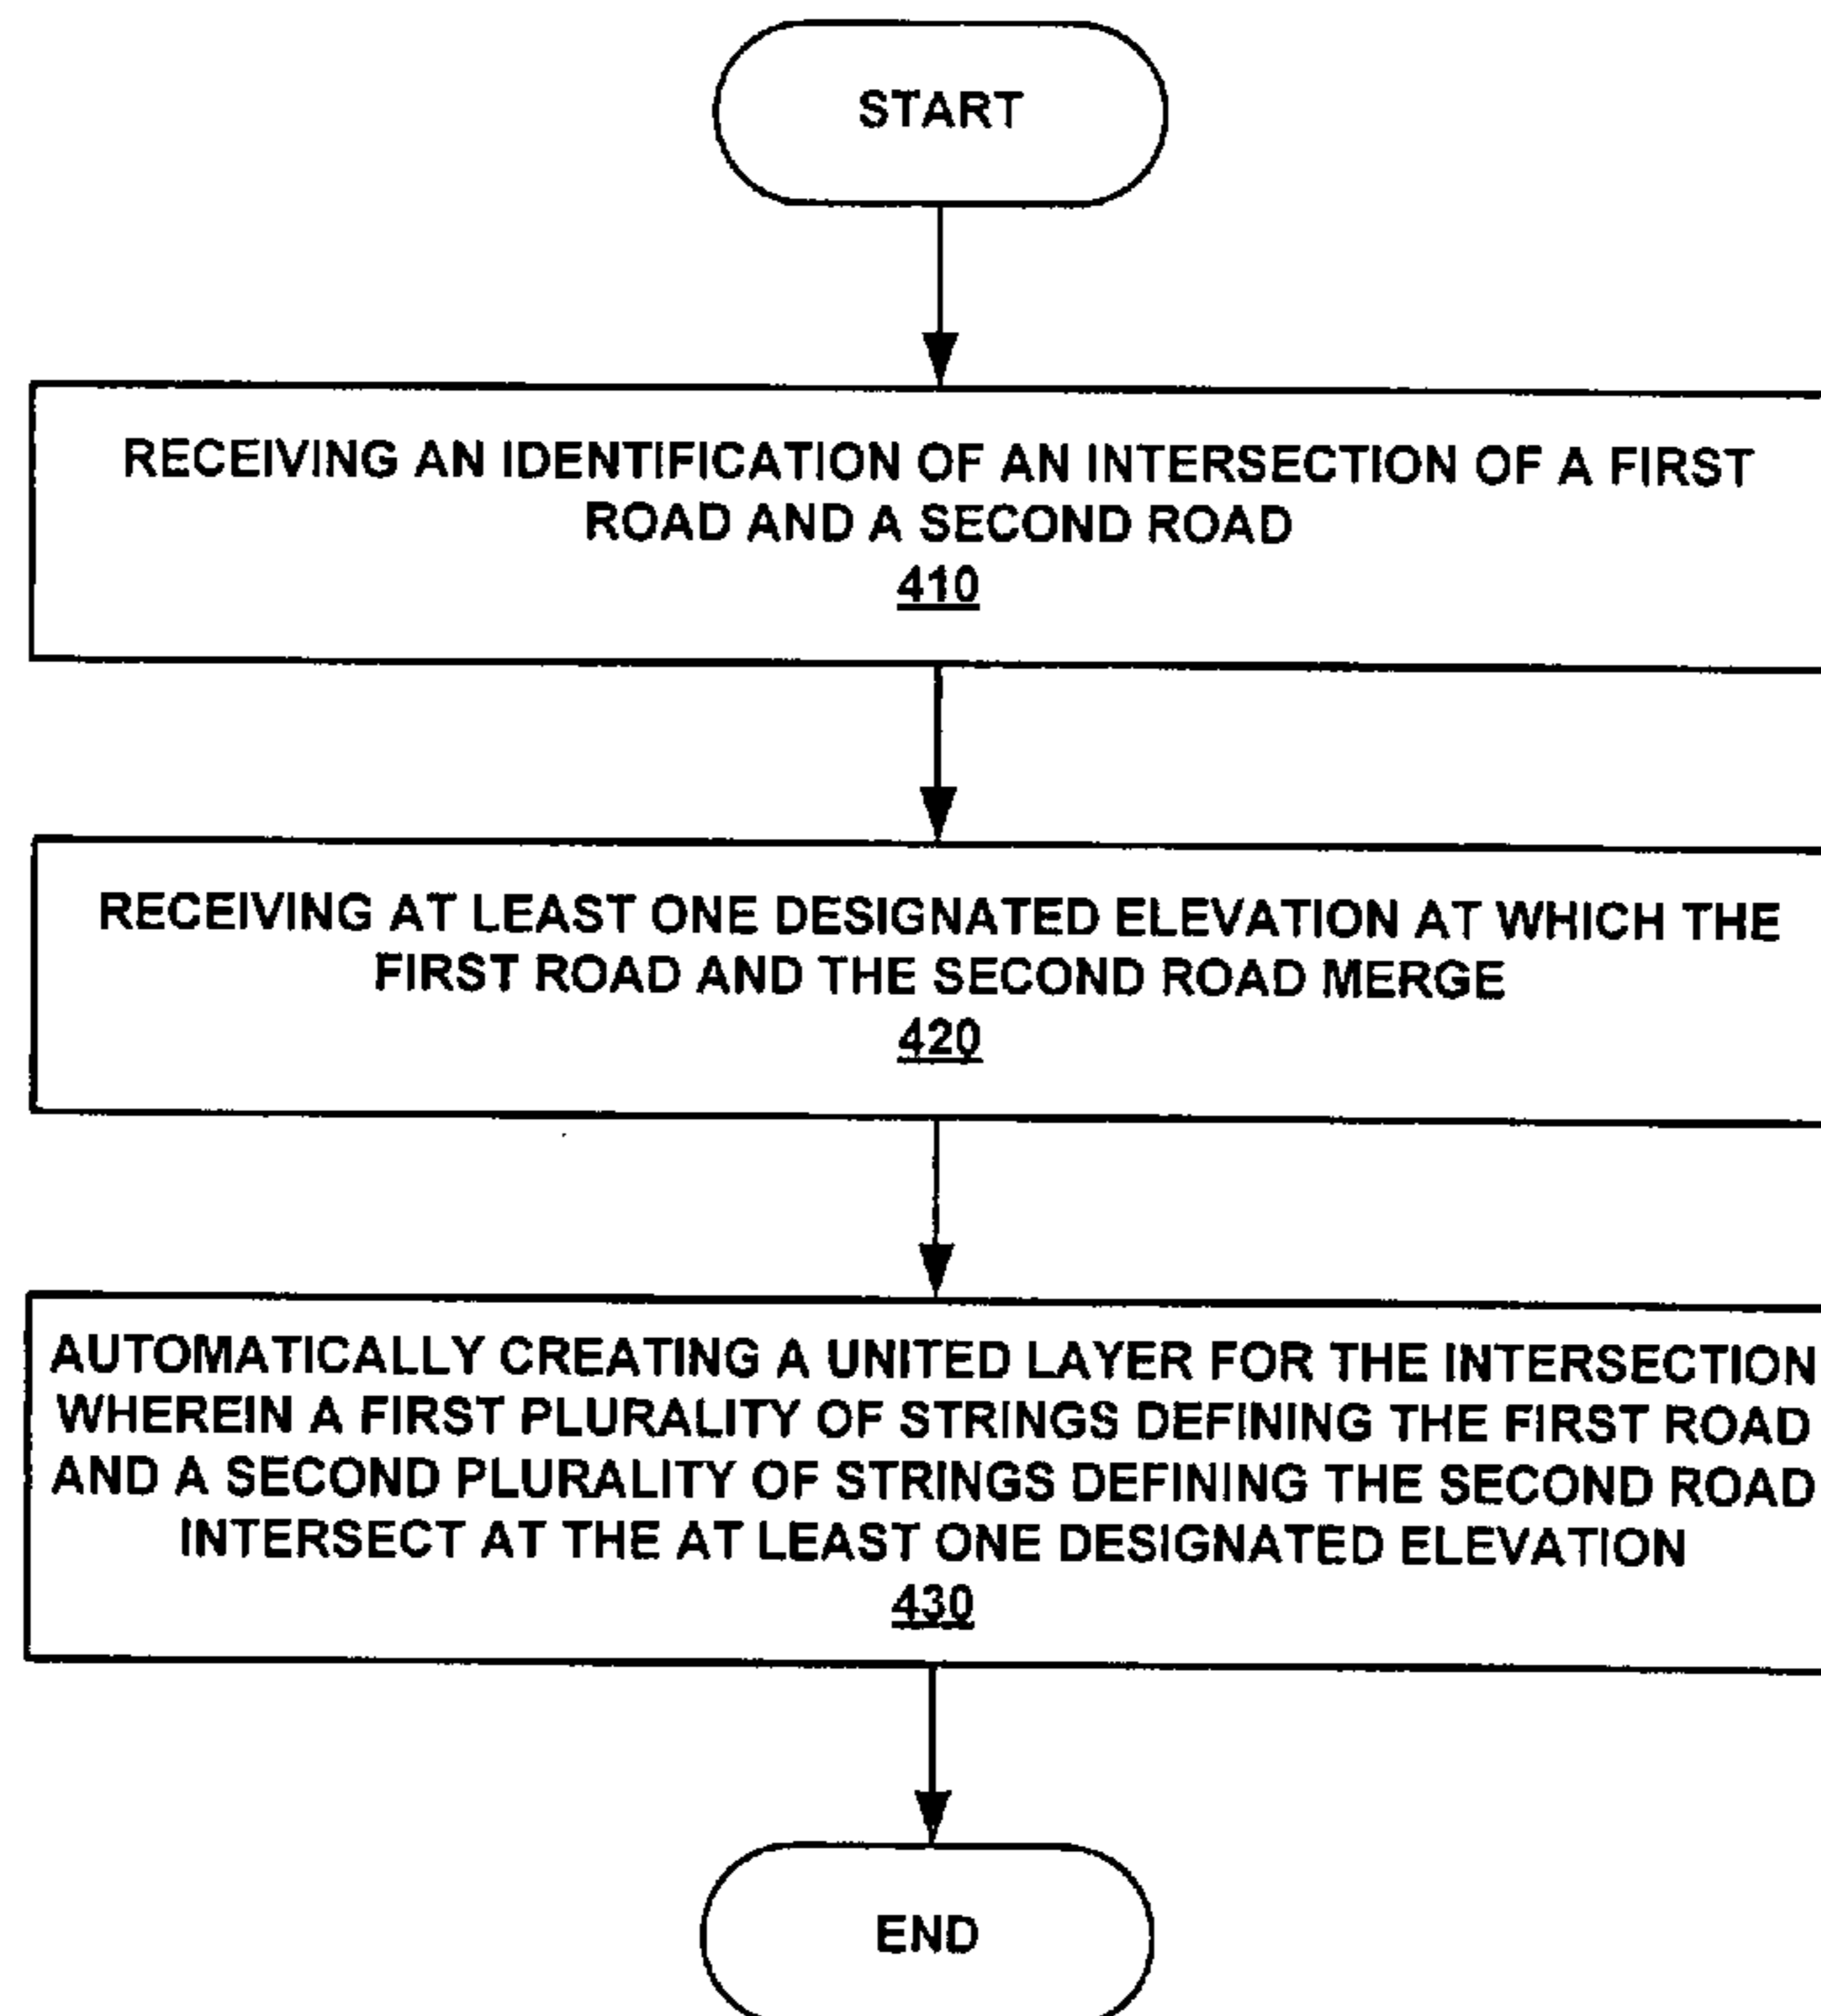 START
RECEIVING AN IDENTIFICATION OF AN INTERSECTION OF A FIRST
ROAD AND A SECOND ROAD
410
RECEIVING AT LEAST ONE DESIGNATED ELEVATION AT WHICH THE
FIRST ROAD AND THE SECOND ROAD MERGE
420
AUTOMATICALLY CREATING A UNITED LAYER FOR THE INTERSECTION
WHEREIN A FIRST PLURALITY OF STRINGS DEFINING THE FIRST ROAD
AND A SECOND PLURALITY OF STRINGS DEFINING THE SECOND ROAD
INTERSECT AT THE AT LEAST ONE DESIGNATED ELEVATION
430
END